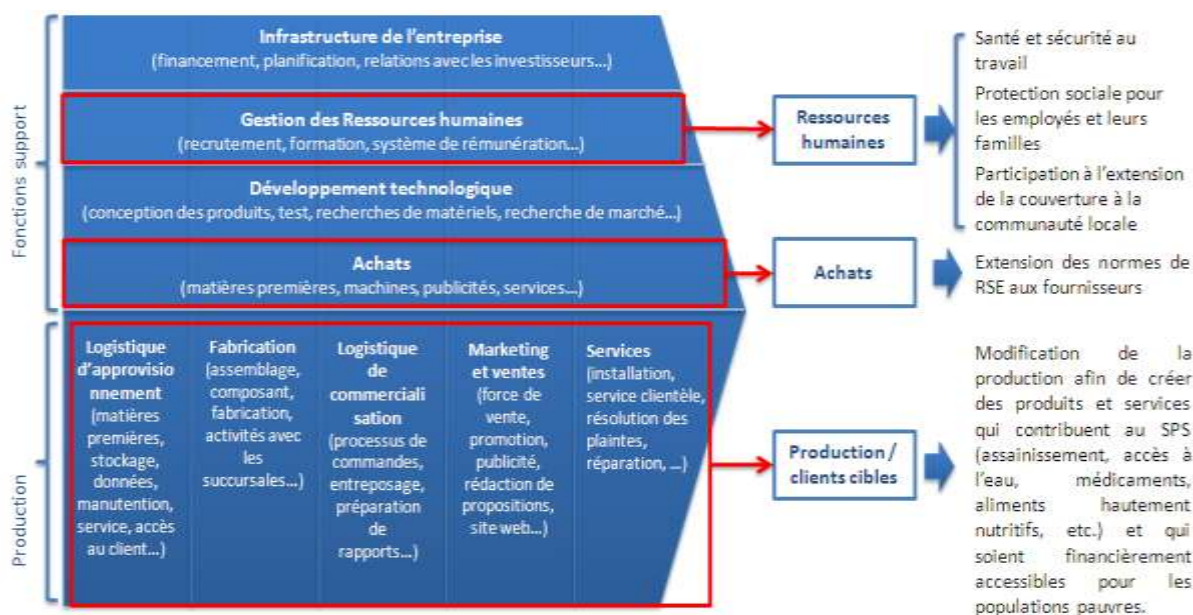 Fonctions support
Infrastructure de l'entreprise
(financement, planification, relations avec les investisseurs...)
Gestion des Ressources humaines
(recrutement, formation, système de rémunération...)
Développement technologique
(conception des produits, test, recherches de matériels, recherche de marché...)
Achats
(matières premières, machines, publicités, services...)
Production
Logistique
d'approvisio
nnement
(matières
premières,
stockage,
données,
manutention,
service, accès
au client...)
Fabrication
(assemblage,
composant,
fabrication,
activités avec
les
succursales...)
Logistique
de
commerciali
sation
(processus de
commandes,
entreposage,
préparation
de
rapports...)
Marketing
et ventes
(force de
vente,
promotion,
publicité,
rédaction de
propositions,
site web...)
Services
(installation,
service clientèle,
résolution des
plaintes,
réparation, ...)
Ressources
humaines
Achats
Production /
clients cibles
Santé et sécurité au
travail
Protection sociale pour
les employés et leurs
familles
Participation à l'extension
de la couverture à la
communauté locale
Extension des normes de
RSE aux fournisseurs
Modification de la
production afin de créer
des produits et services
qui contribuent au SPS
(assainissement, accès à
l'eau, médicaments,
aliments hautement
nutritifs, etc.) et qui
soient financièrement
accessibles pour les
populations pauvres.